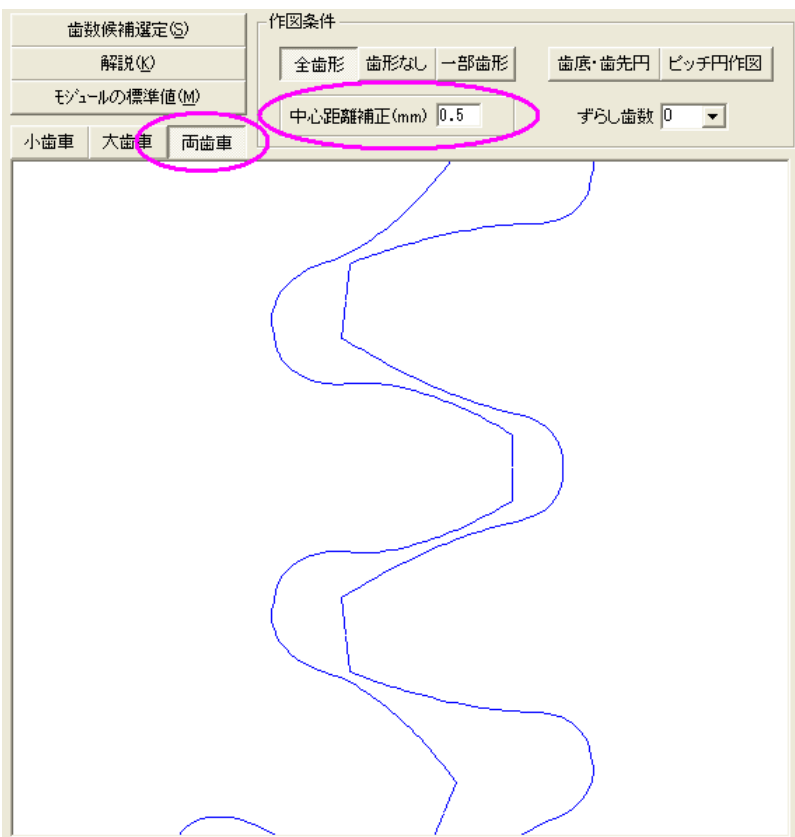 歯数候補選定(S)
解説(K)
ﾓｼﾞｭｰﾙの標準値(M)
小歯車 大歯車 両歯車
作図条件
全歯形 歯形なし 一部歯形 歯底・歯先円 ピッチ円作図
中心距離補正(mm) 0.5 ずらし歯数 0